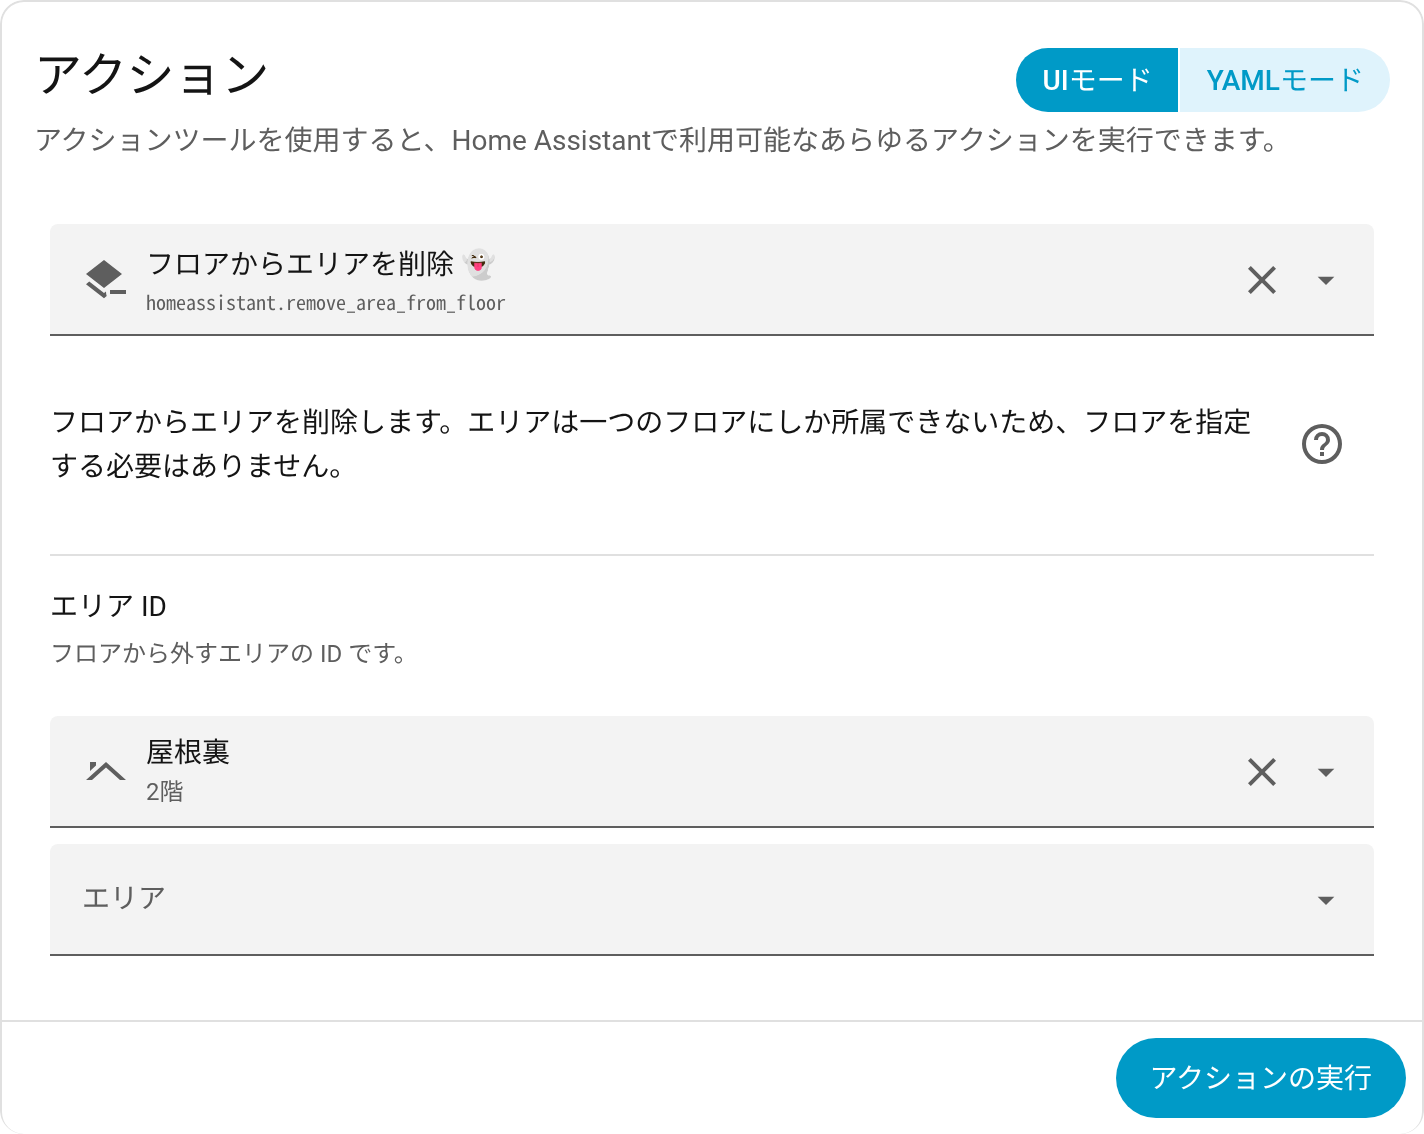 アクション
UIモード
YAMLモード
アクションツールを使用すると、Home Assistantで利用可能なあらゆるアクションを実行できます。
フロアからエリアを削除 👻
homeassistant.remove_area_from_floor
フロアからエリアを削除します。エリアは一つのフロアにしか所属できないため、フロアを指定
する必要はありません。
エリア ID
フロアから外すエリアの ID です。
屋根裏
2階
エリア
アクションの実行